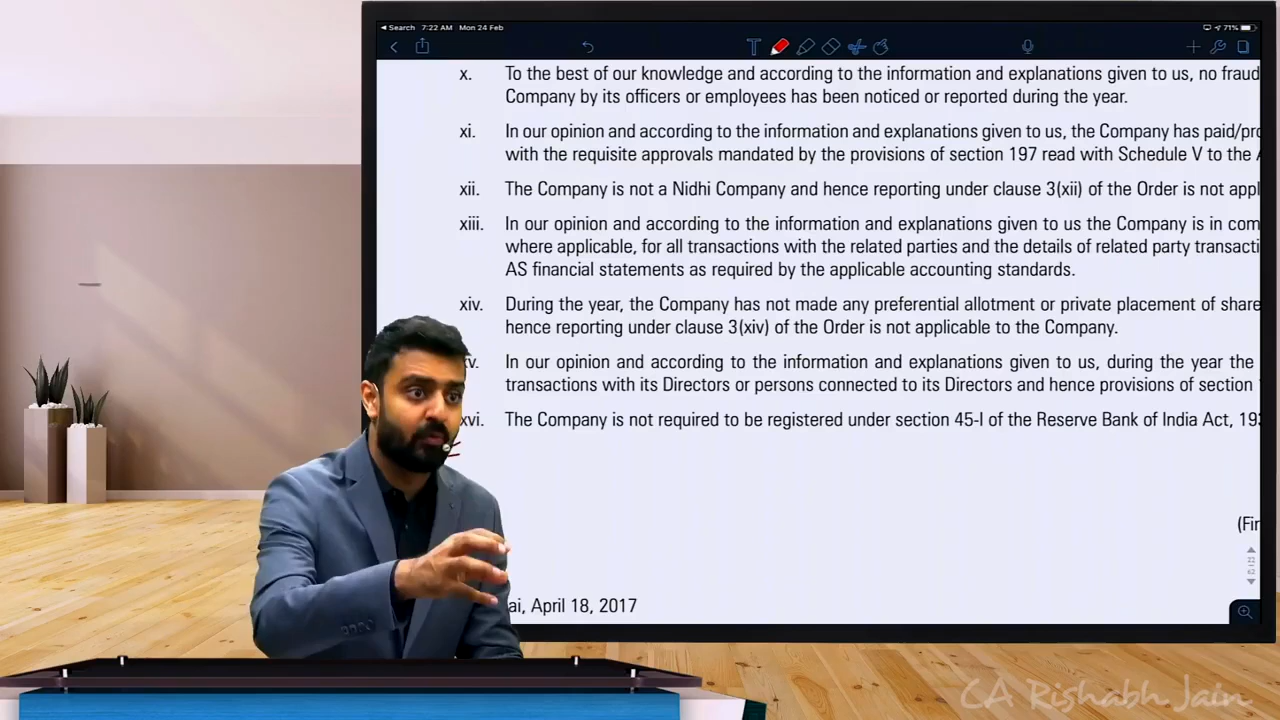 Search 7:22 AM Mon 24 Feb
71%
x. To the best of our knowledge and according to the information and explanations given to us, no fraud
Company by its officers or employees has been noticed or reported during the year.
xi. In our opinion and according to the information and explanations given to us, the Company has paid/pro
with the requisite approvals mandated by the provisions of section 197 read with Schedule V to the A
xii. The Company is not a Nidhi Company and hence reporting under clause 3(xii) of the Order is not appl
xiii. In our opinion and according to the information and explanations given to us the Company is in com
where applicable, for all transactions with the related parties and the details of related party transacti
AS financial statements as required by the applicable accounting standards.
xiv. During the year, the Company has not made any preferential allotment or private placement of share
hence reporting under clause 3(xiv) of the Order is not applicable to the Company.
xv. In our opinion and according to the information and explanations given to us, during the year the
transactions with its Directors or persons connected to its Directors and hence provisions of section
xvi. The Company is not required to be registered under section 45-I of the Reserve Bank of India Act, 193
(Fir
ai, April 18, 2017
CA Rishabh Jain